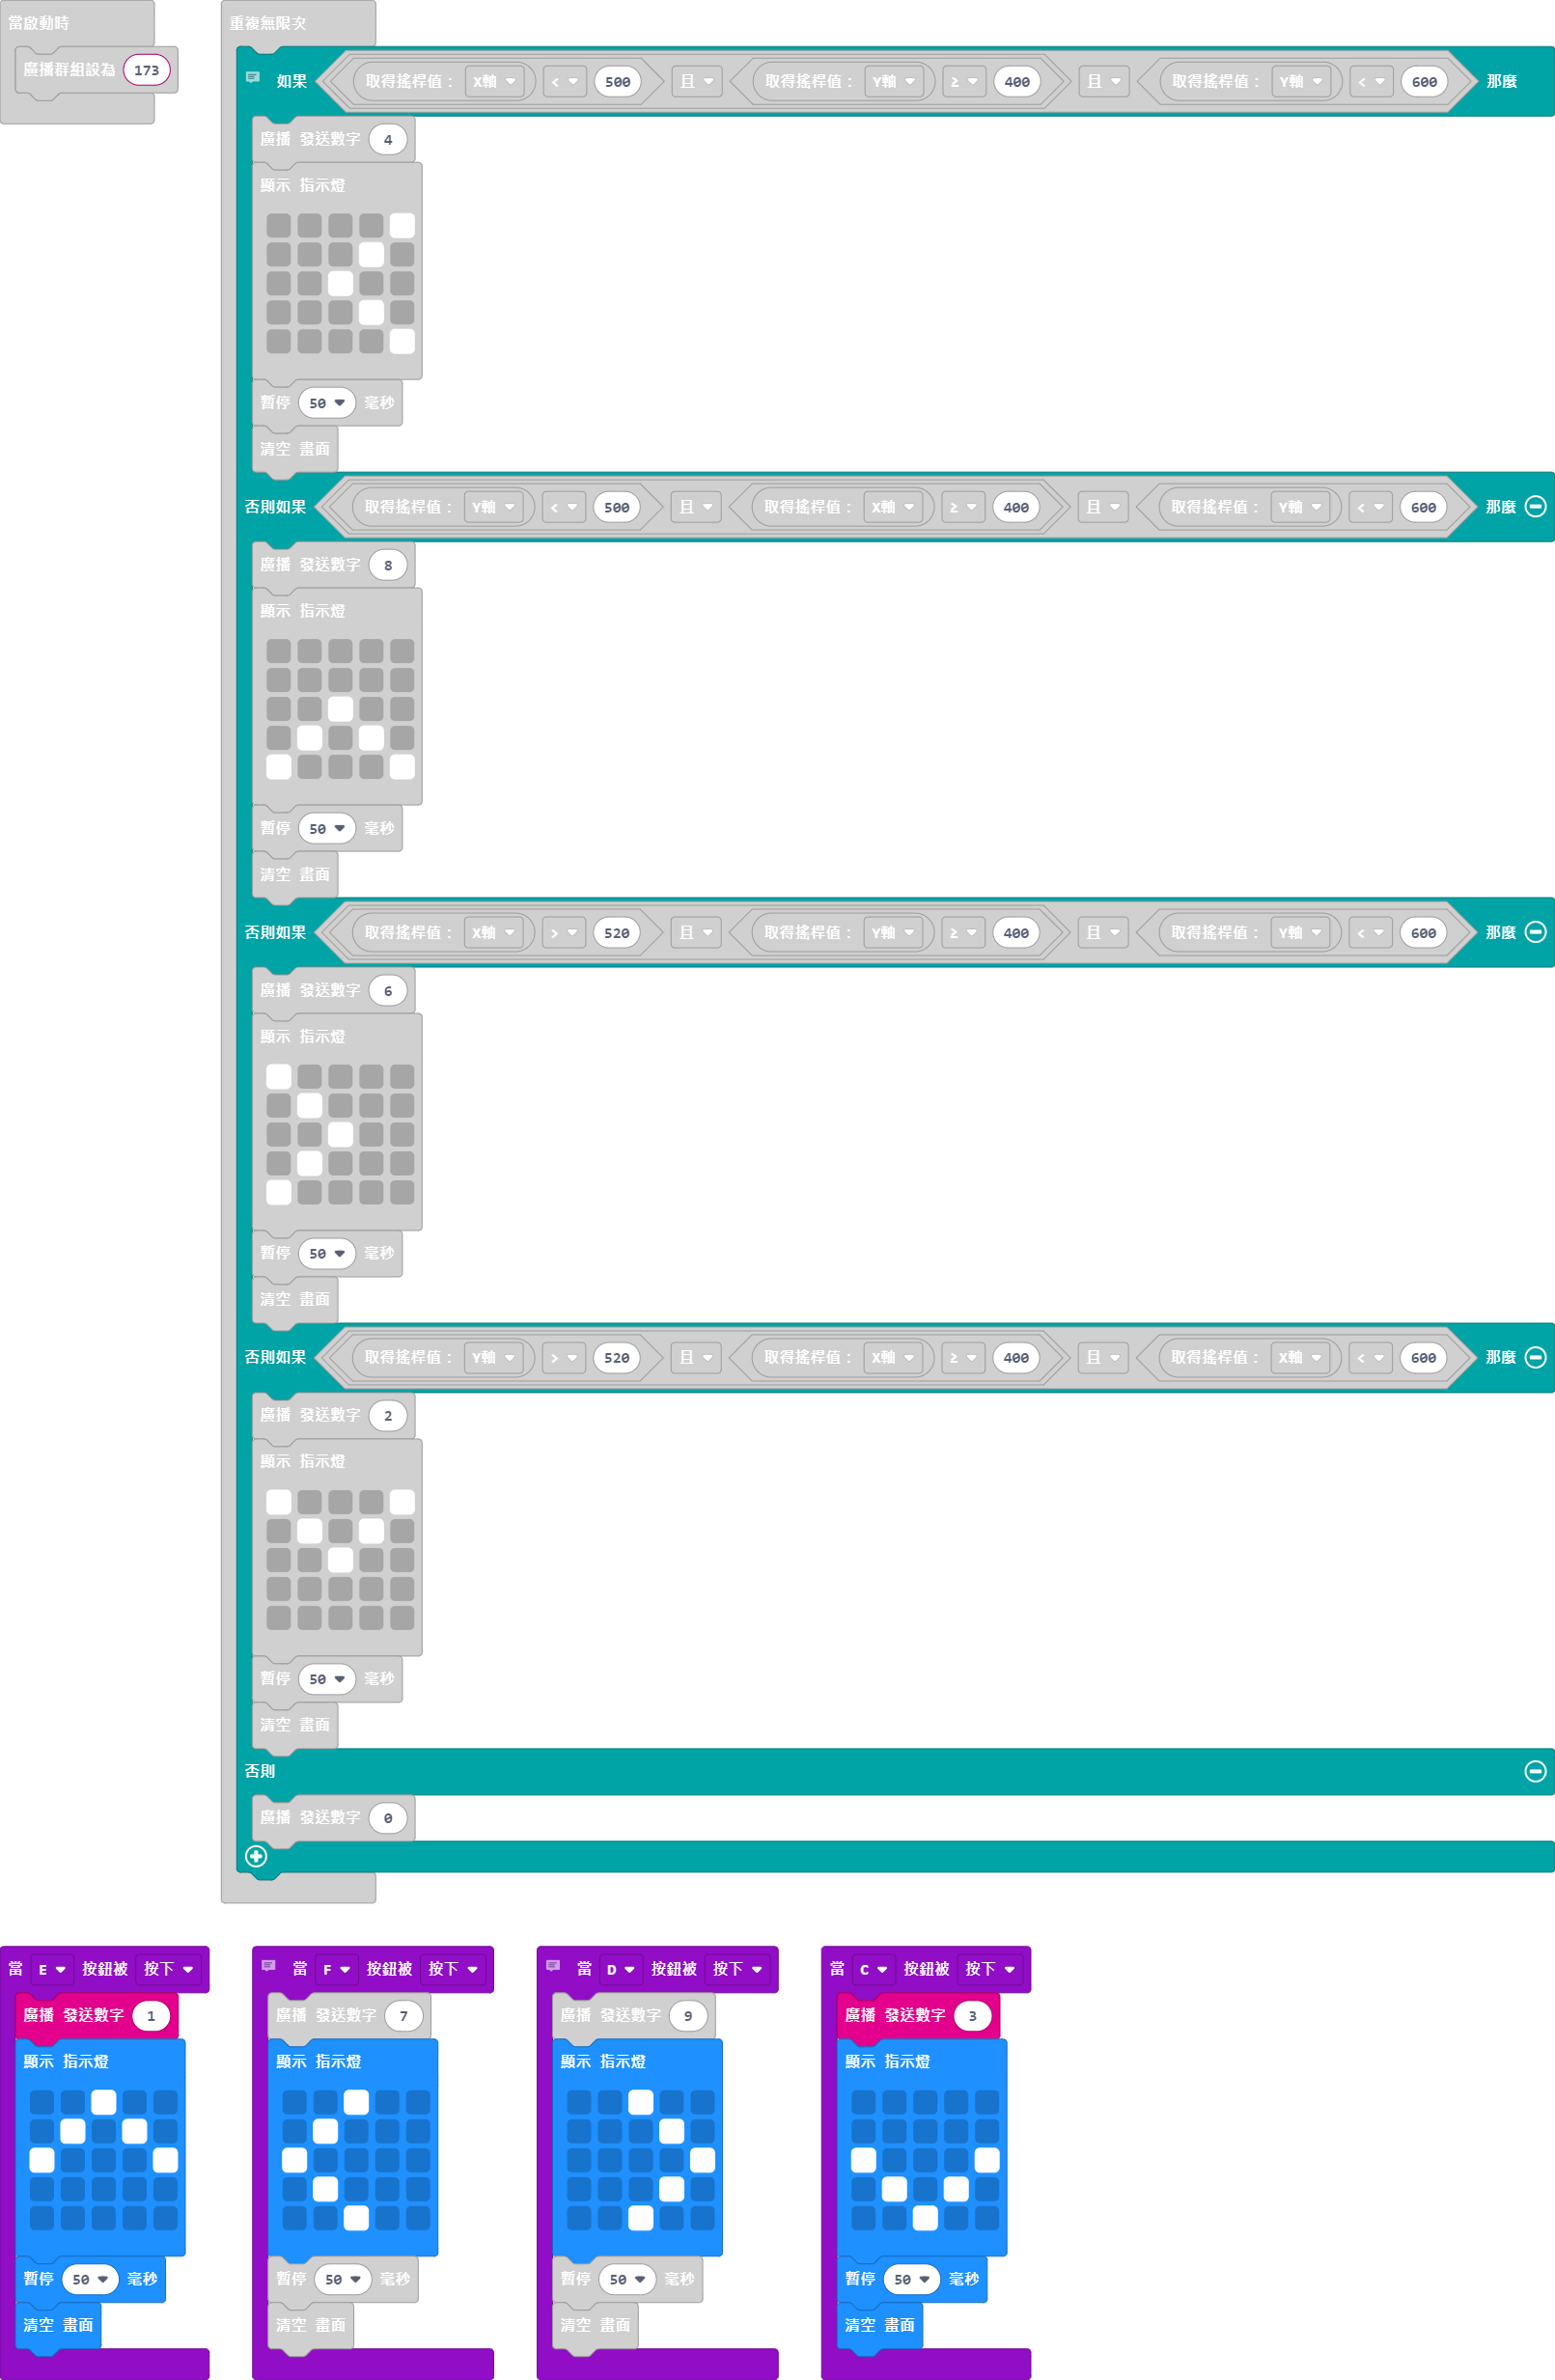 當啟動時
廣播群組設為 173
重複無限次
如果 取得搖桿值： X軸 < 500 且 取得搖桿值： Y軸 ≥ 400 且 取得搖桿值： Y軸 < 600 那麼
廣播 發送數字 4
顯示 指示燈
暫停 50 毫秒
清空 畫面
否則如果 取得搖桿值： Y軸 < 500 且 取得搖桿值： X軸 ≥ 400 且 取得搖桿值： Y軸 < 600 那麼
廣播 發送數字 8
顯示 指示燈
暫停 50 毫秒
清空 畫面
否則如果 取得搖桿值： X軸 > 520 且 取得搖桿值： Y軸 ≥ 400 且 取得搖桿值： Y軸 < 600 那麼
廣播 發送數字 6
顯示 指示燈
暫停 50 毫秒
清空 畫面
否則如果 取得搖桿值： Y軸 > 520 且 取得搖桿值： X軸 ≥ 400 且 取得搖桿值： X軸 < 600 那麼
廣播 發送數字 2
顯示 指示燈
暫停 50 毫秒
清空 畫面
否則
廣播 發送數字 0
當 E 按鈕被 按下
廣播 發送數字 1
顯示 指示燈
暫停 50 毫秒
清空 畫面
當 F 按鈕被 按下
廣播 發送數字 7
顯示 指示燈
暫停 50 毫秒
清空 畫面
當 D 按鈕被 按下
廣播 發送數字 9
顯示 指示燈
暫停 50 毫秒
清空 畫面
當 C 按鈕被 按下
廣播 發送數字 3
顯示 指示燈
暫停 50 毫秒
清空 畫面